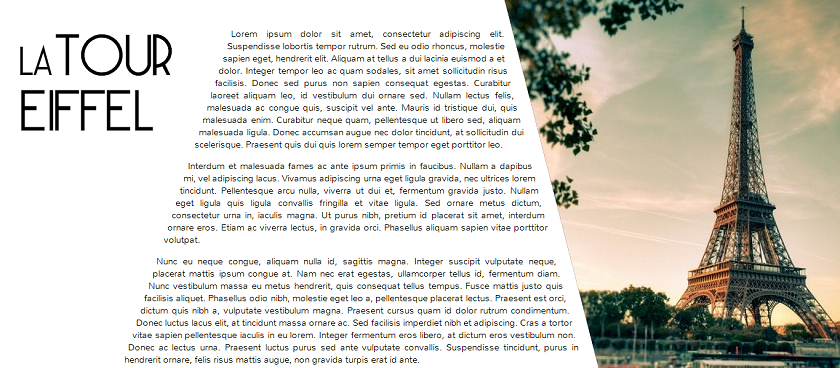 LA TOUR
EIFFEL
Lorem ipsum dolor sit amet, consectetur adipiscing elit.
Suspendisse lobortis tempor rutrum. Sed eu odio rhoncus, molestie
sapien eget, hendrerit elit. Aliquam at tellus a dui lacinia euismod a et
dolor. Integer tempor leo ac quam sodales, sit amet sollicitudin risus
facilisis. Donec sed purus non sapien consequat egestas. Curabitur
laoreet aliquam leo, id vestibulum dui ornare sed. Nullam lectus felis,
malesuada ac congue quis, suscipit vel ante. Mauris id tristique dui, quis
malesuada enim. Curabitur neque quam, pellentesque ut libero sed, aliquam
malesuada ligula. Donec accumsan augue nec dolor tincidunt, at sollicitudin dui
scelerisque. Praesent quis dui quis lorem semper tempor eget porttitor leo.
Interdum et malesuada fames ac ante ipsum primis in faucibus. Nullam a dapibus
mi, vel adipiscing lacus. Vivamus adipiscing urna eget ligula gravida, nec ultrices lorem
tincidunt. Pellentesque arcu nulla, viverra ut dui et, fermentum gravida justo. Nullam
eget ligula quis ligula convallis fringilla et vitae ligula. Sed ornare metus dictum,
consectetur urna in, iaculis magna. Ut purus nibh, pretium id placerat sit amet, interdum
ornare eros. Etiam ac viverra lectus, in gravida orci. Phasellus aliquam sapien vitae porttitor
volutpat.
Nunc eu neque congue, aliquam nulla id, sagittis magna. Integer suscipit vulputate neque,
placerat mattis ipsum congue at. Nam nec erat egestas, ullamcorper tellus id, fermentum diam.
Nunc vestibulum massa eu metus hendrerit, quis consequat tellus tempus. Fusce mattis justo quis
facilisis aliquet. Phasellus odio nibh, molestie eget leo a, pellentesque placerat lectus. Praesent est orci,
dictum quis nibh a, vulputate vestibulum magna. Praesent cursus quam id dolor rutrum condimentum.
Donec luctus lacus elit, at tincidunt massa ornare ac. Sed facilisis imperdiet nibh et adipiscing. Cras a tortor
vitae sapien pellentesque iaculis in eu lorem. Integer fermentum eros libero, at dictum eros vestibulum non.
Donec ac lectus urna. Praesent luctus purus sed ante vulputate convallis. Suspendisse tincidunt, purus in
hendrerit ornare, felis risus mattis augue, non gravida turpis erat id ante.